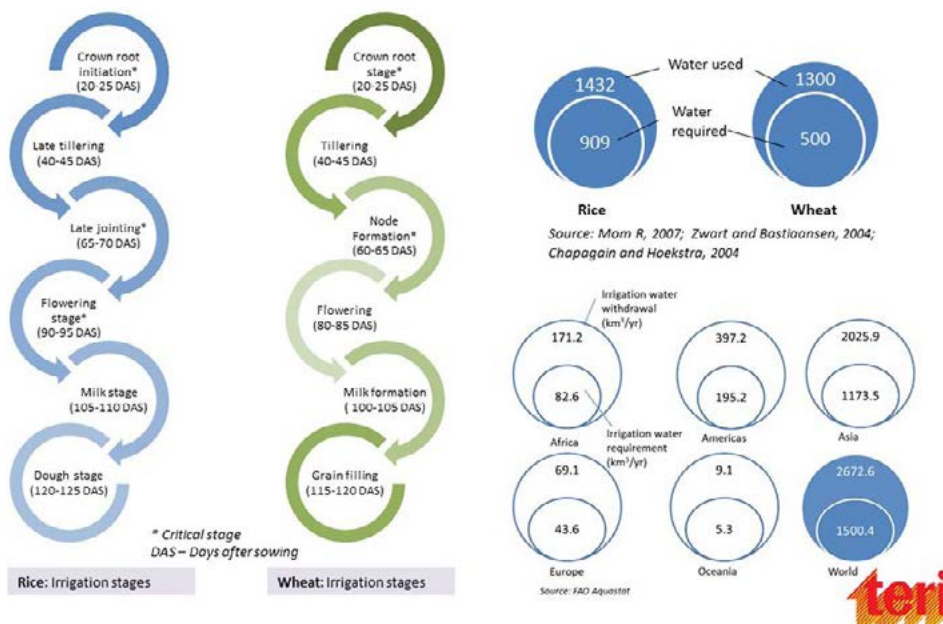 Crown root
initiation*
(20-25 DAS)
Late tillering
(40-45 DAS)
Late jointing*
(65-70 DAS)
Flowering
stage*
(90-95 DAS)
Milk stage
(105-110 DAS)
Dough stage
(120-125 DAS)
Rice: Irrigation stages
Crown root
stage*
(20-25 DAS)
Tillering
(40-45 DAS)
Node
Formation*
(60-65 DAS)
Flowering
(80-85 DAS)
Milk formation
( 100-105 DAS)
Grain filling
(115-120 DAS)
* Critical stage
DAS – Days after sowing
Wheat: Irrigation stages
Water used
1432
1300
Water
required
909
500
Rice
Wheat
Source: Mom R, 2007; Zwart and Bastiaansen, 2004;
Chapagain and Hoekstra, 2004
Irrigation water
withdrawal
(km³/yr)
171.2
397.2
2025.9
82.6
195.2
1173.5
Irrigation water
requirement
(km³/yr)
Africa
Americas
Asia
69.1
9.1
2672.6
43.6
5.3
1500.4
Europe
Oceania
World
Source: FAO Aquastat
teri